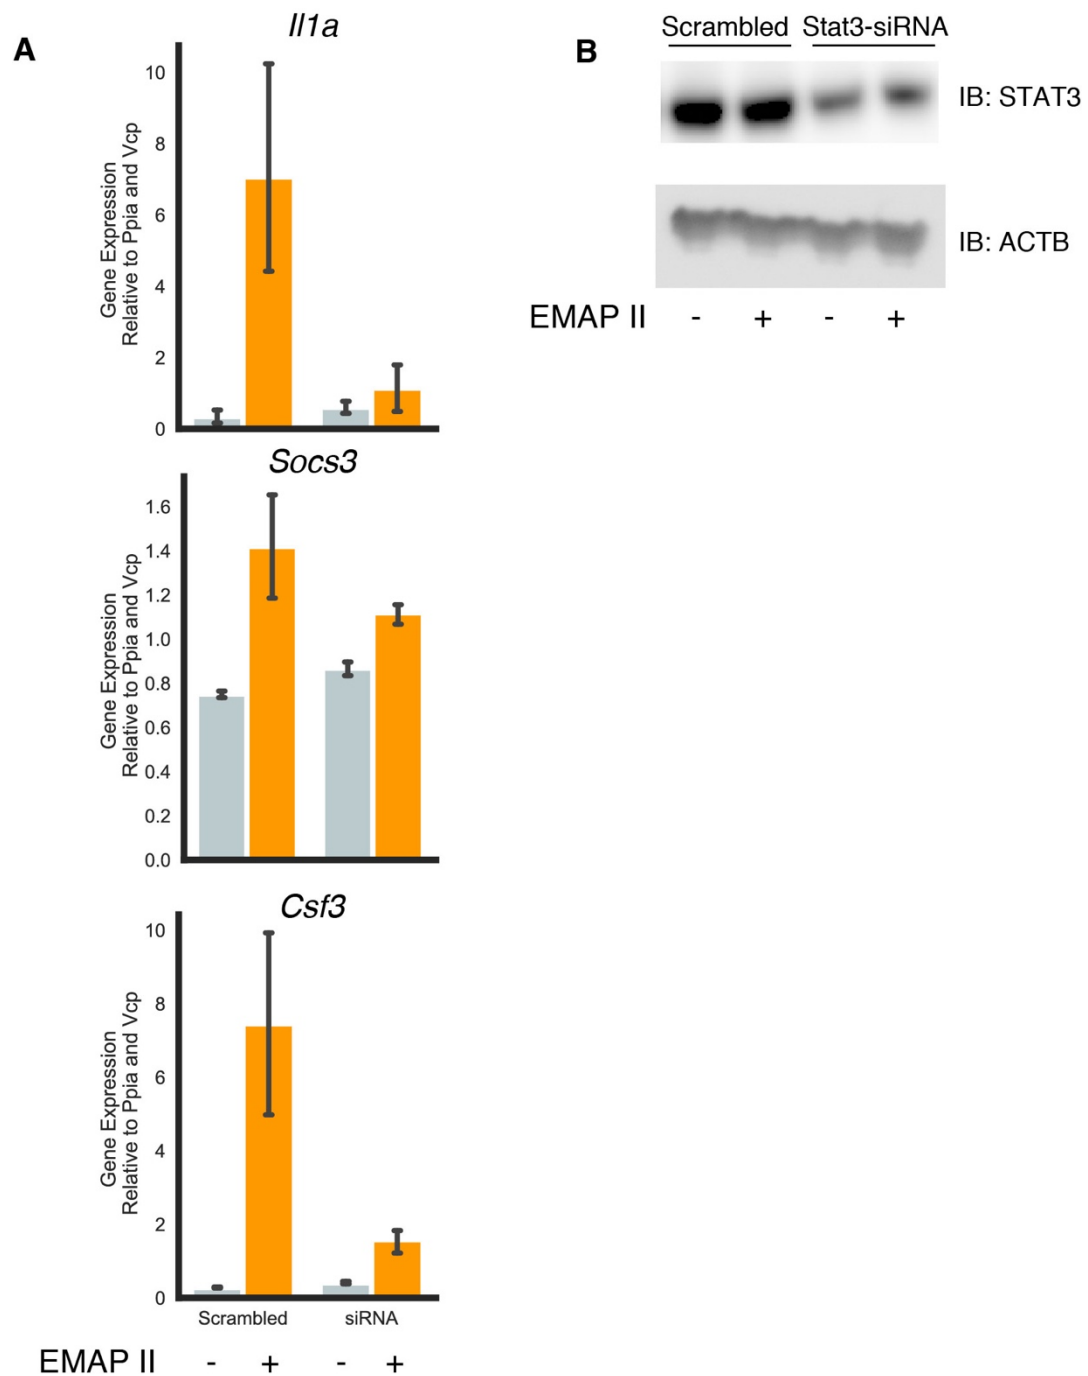 A
Il1a
Gene Expression
Relative to Ppia and Vcp
10
8
6
4
2
0
Socs3
Gene Expression
Relative to Ppia and Vcp
1.6
1.4
1.2
1.0
0.8
0.6
0.4
0.2
0.0
Csf3
Gene Expression
Relative to Ppia and Vcp
10
8
6
4
2
0
Scrambled siRNA
EMAP II - + - +
B
Scrambled Stat3-siRNA
IB: STAT3
IB: ACTB
EMAP II - + - +